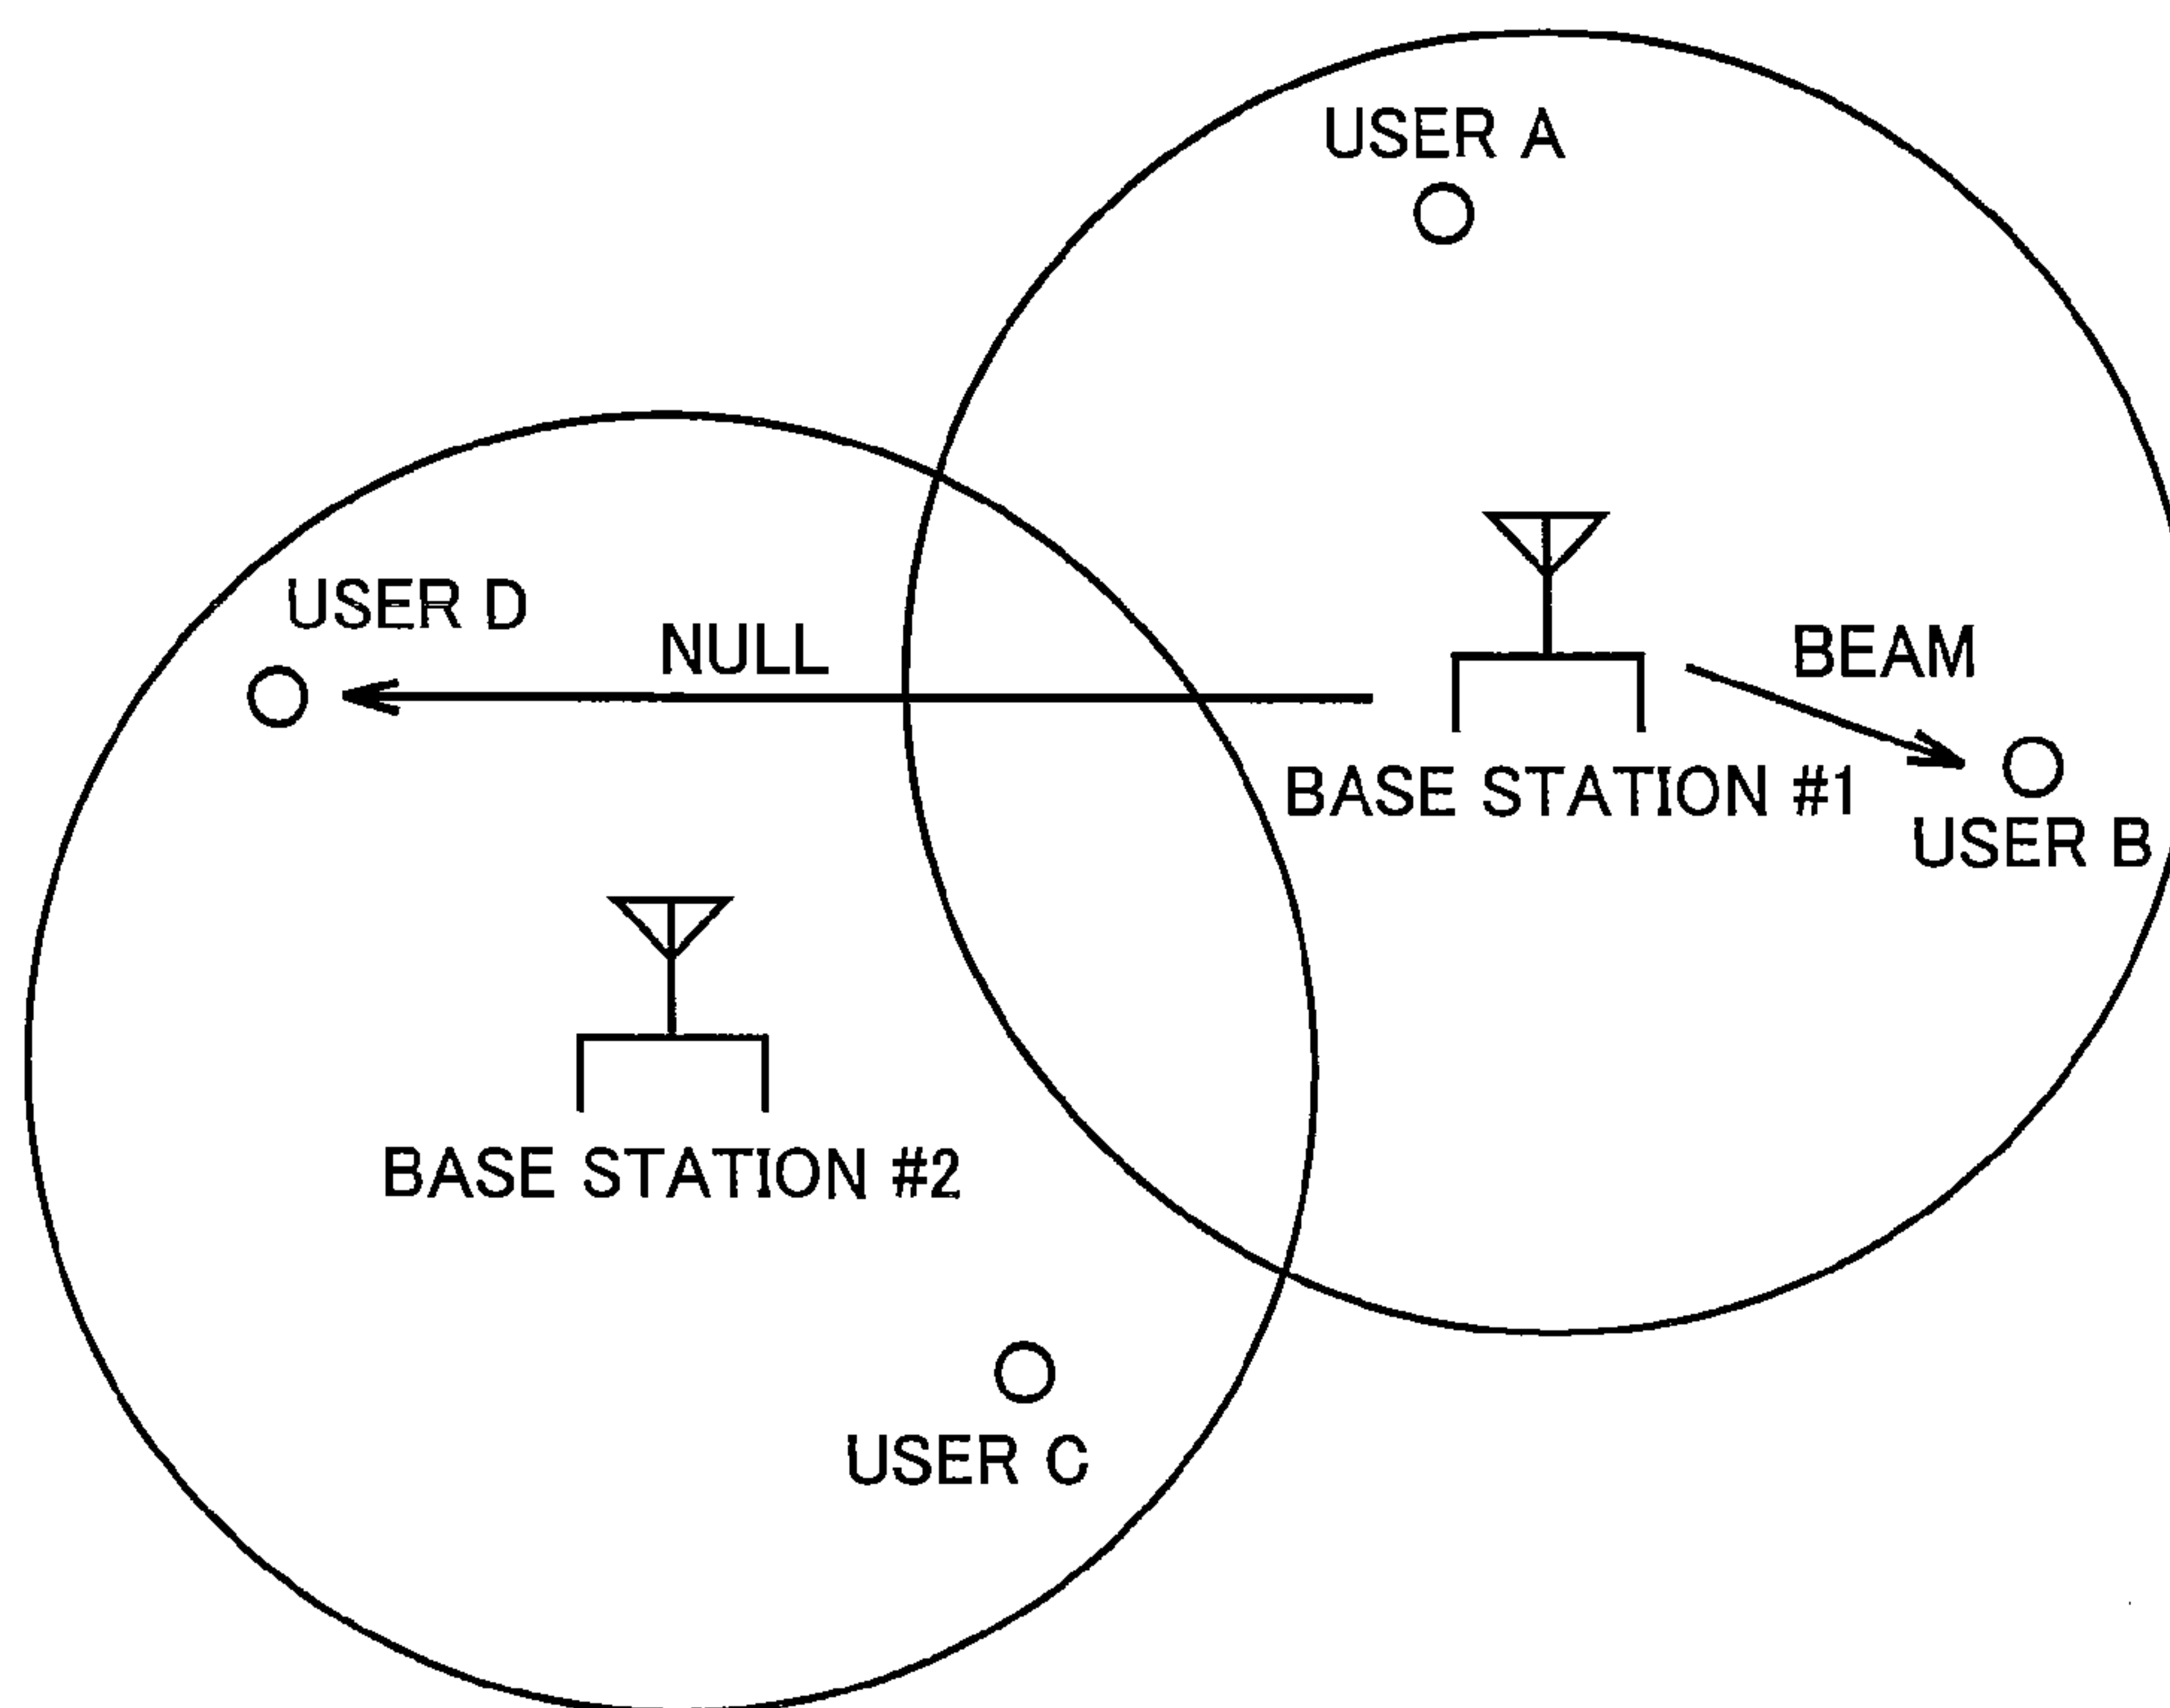 USER A
USER D
NULL
BEAM
BASE STATION #1
USER B
BASE STATION #2
USER C